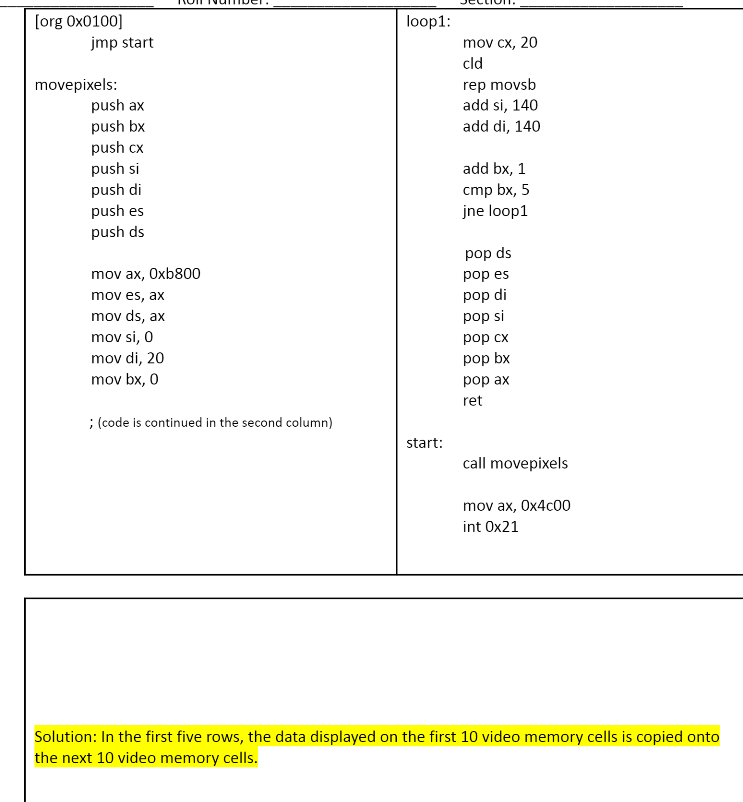 Roll Number: ____________________ Section: ____________________
[org 0x0100]
jmp start
movepixels:
push ax
push bx
push cx
push si
push di
push es
push ds
mov ax, 0xb800
mov es, ax
mov ds, ax
mov si, 0
mov di, 20
mov bx, 0
; (code is continued in the second column)
loop1:
mov cx, 20
cld
rep movsb
add si, 140
add di, 140
add bx, 1
cmp bx, 5
jne loop1
pop ds
pop es
pop di
pop si
pop cx
pop bx
pop ax
ret
start:
call movepixels
mov ax, 0x4c00
int 0x21
Solution: In the first five rows, the data displayed on the first 10 video memory cells is copied onto
the next 10 video memory cells.